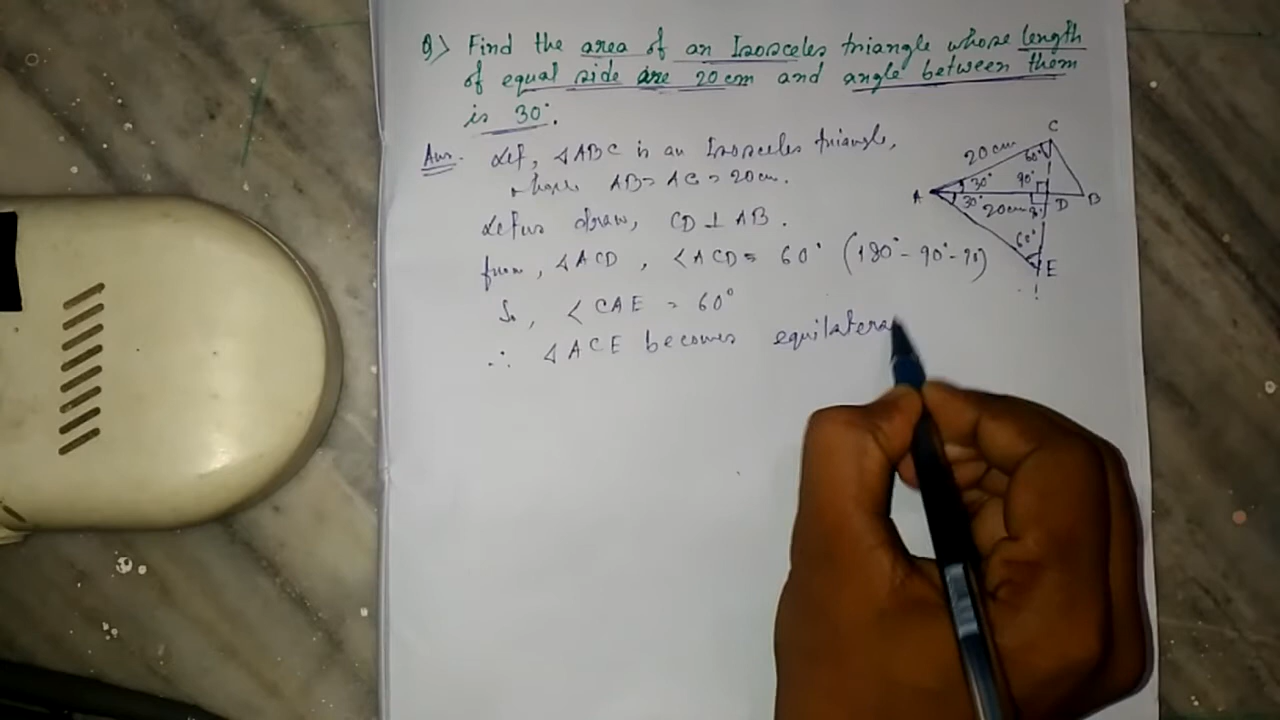 Q) Find the area of an Isosceles triangle whose length
of equal side are 20 cm and angle between them
is 30°.
Ans. Let, ∠ABC is an Isosceles triangle,
where AB = AC = 20 cm.
Let us draw, CD ⊥ AB.
from, ∠ACD, ∠ACD = 60° (180° - 90° - 30)
So, ∠CAE = 60°
∴ ∠ACE becomes equilatera
C
20 cm
60°
30°
90°
A
30°
20 cm
D
B
60°
E